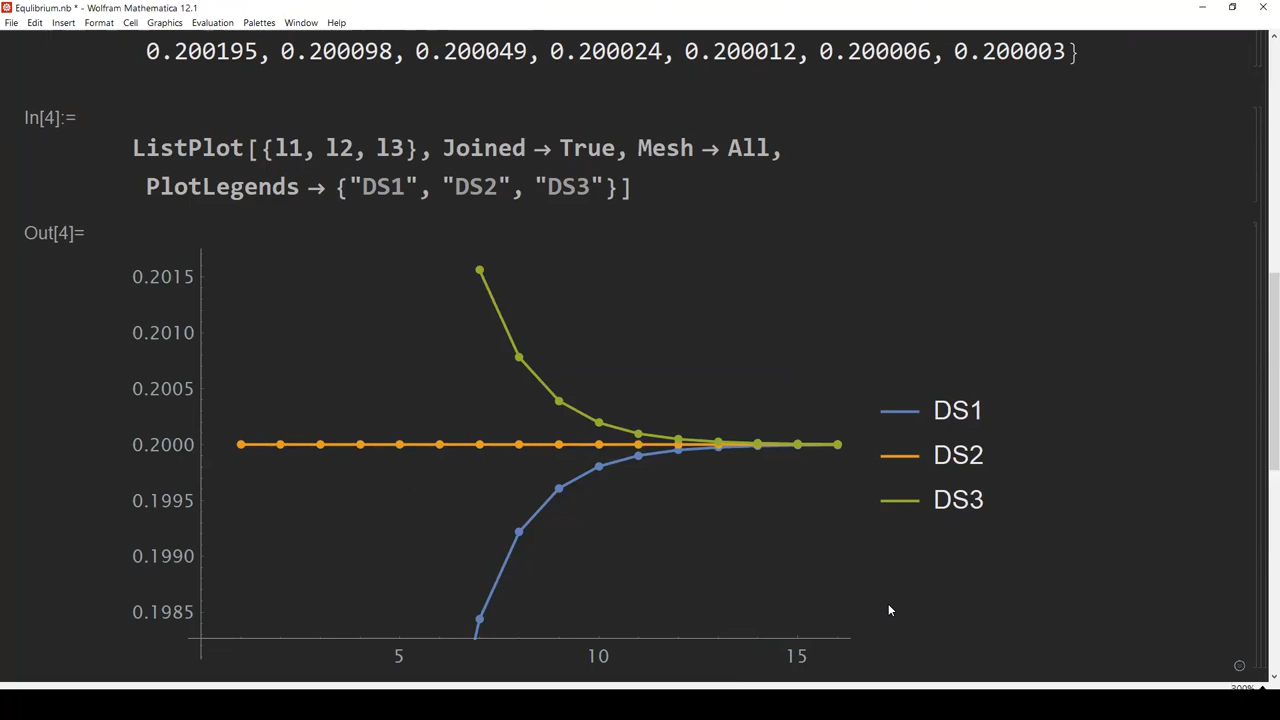 Equlibrium.nb * - Wolfram Mathematica 12.1
File Edit Insert Format Cell Graphics Evaluation Palettes Window Help
0.200195, 0.200098, 0.200049, 0.200024, 0.200012, 0.200006, 0.200003}
In[4]:=
ListPlot[{l1, l2, l3}, Joined → True, Mesh → All,
PlotLegends → {"DS1", "DS2", "DS3"}]
Out[4]=
0.2015
0.2010
0.2005
0.2000
0.1995
0.1990
0.1985
5 10 15
DS1
DS2
DS3
300%